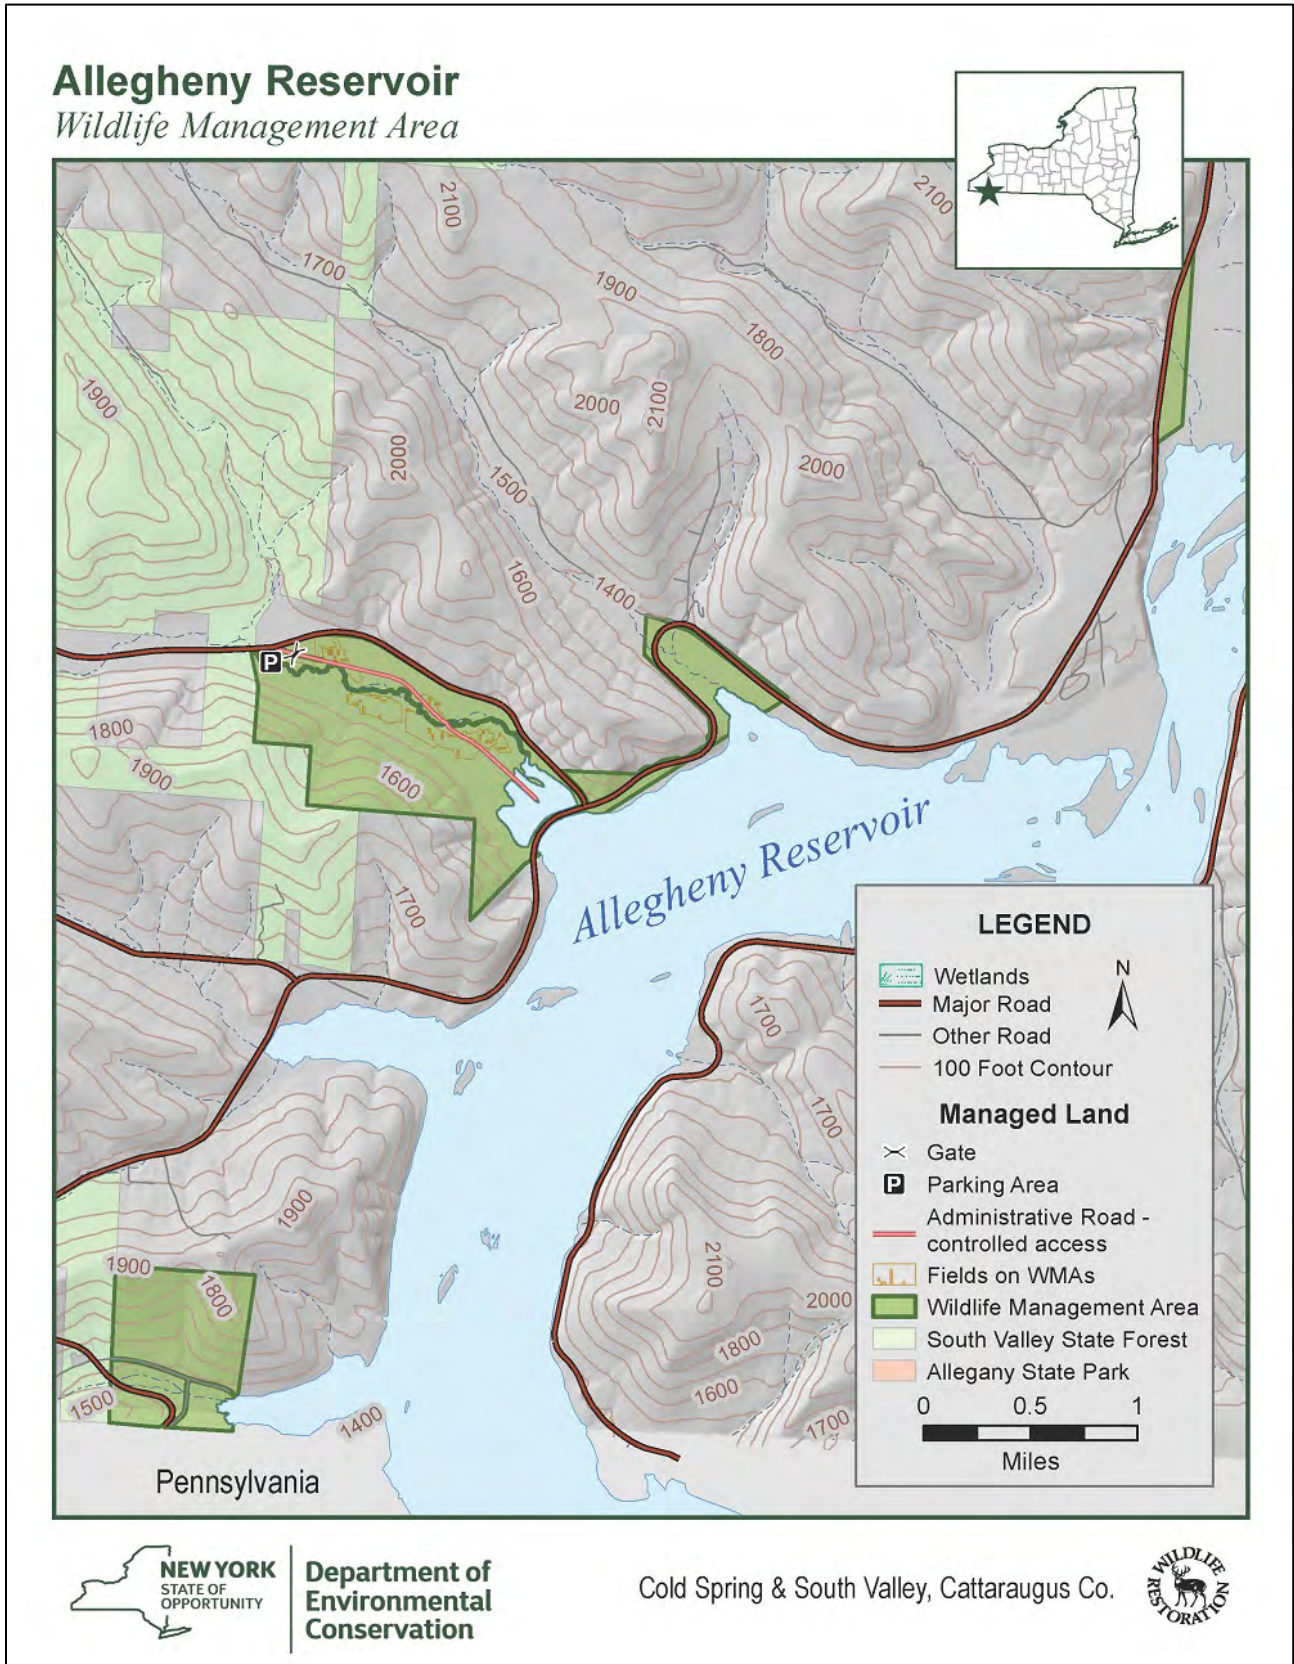 Allegheny Reservoir
Wildlife Management Area
2100
2100
1700
1900
1800
1900
2000
2100
2000
2000
1500
1600
1400
1800
1900
1600
1700
Allegheny Reservoir
1700
1700
1900
1900
1800
2100
2000
1800
1600
1500
1400
1700
Pennsylvania
P
LEGEND
Wetlands
N
Major Road
Other Road
100 Foot Contour
Managed Land
Gate
P Parking Area
Administrative Road -
controlled access
Fields on WMAs
Wildlife Management Area
South Valley State Forest
Allegany State Park
0 0.5 1
Miles
NEW YORK
STATE OF
OPPORTUNITY
Department of
Environmental
Conservation
Cold Spring & South Valley, Cattaraugus Co.
WILDLIFE
RESTORATION